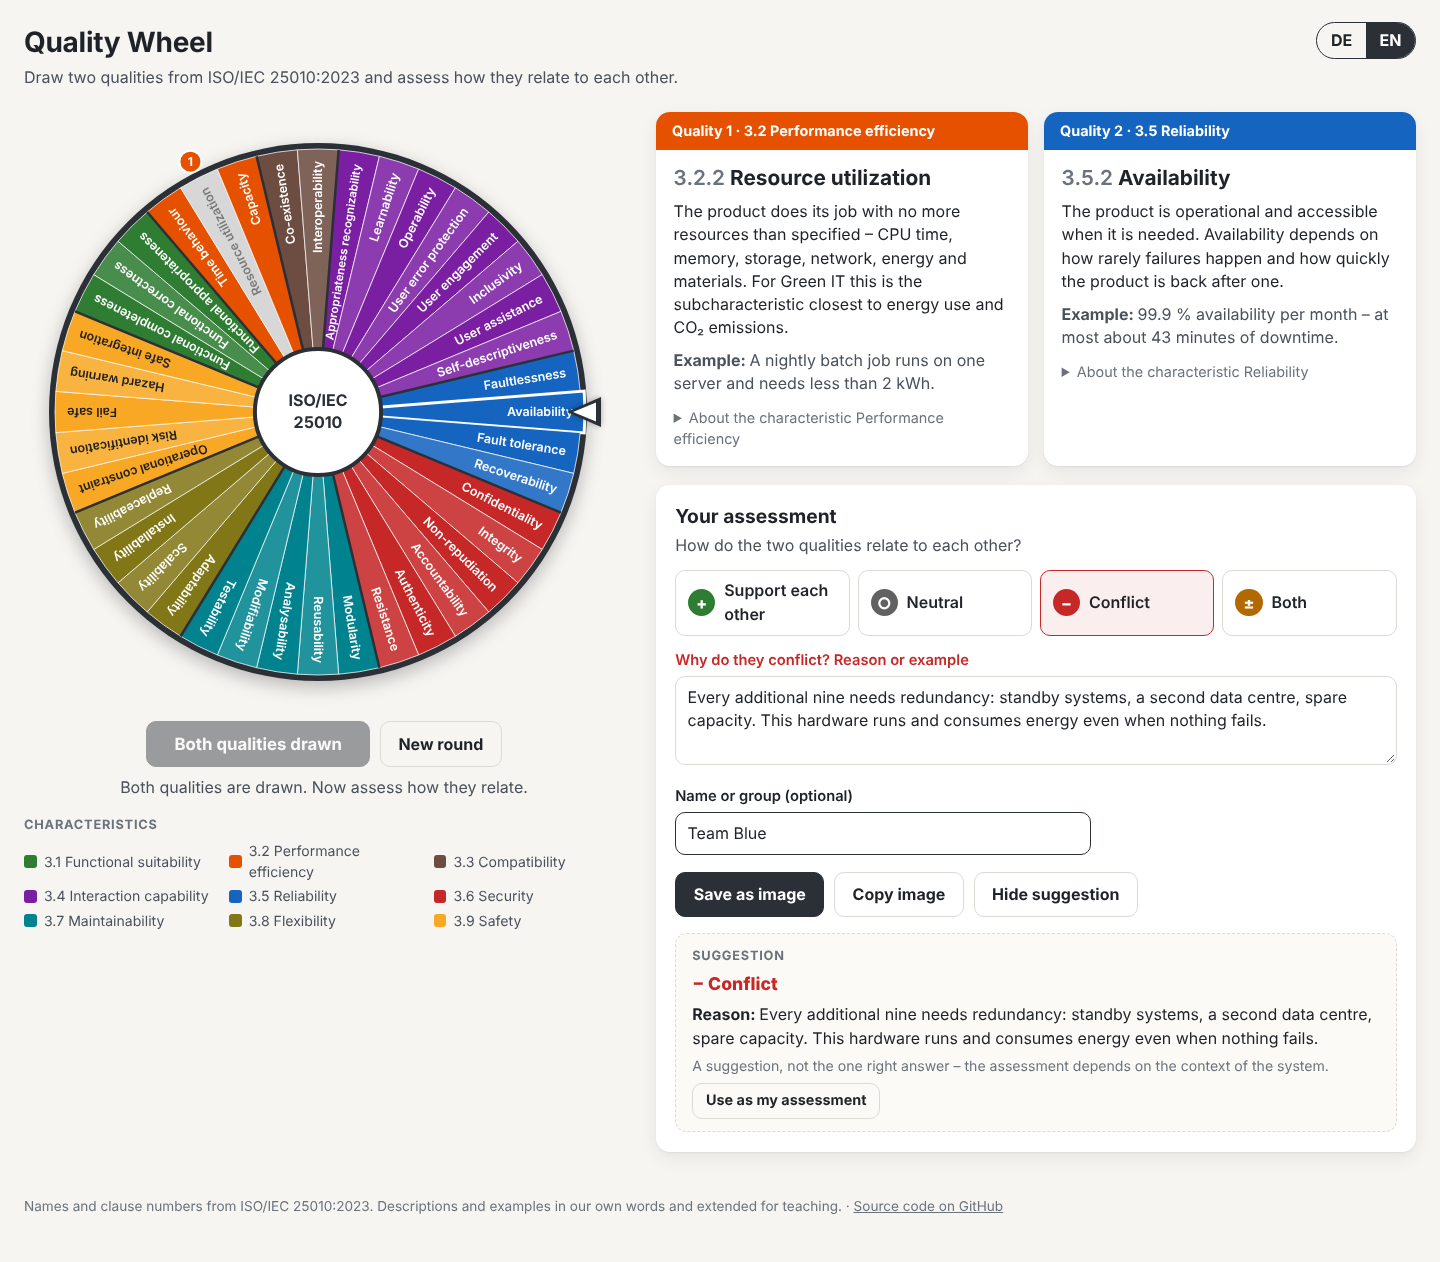 Quality Wheel
DE EN
Draw two qualities from ISO/IEC 25010:2023 and assess how they relate to each other.
1
Co-existence
Interoperability
Appropriateness recognizability
Learnability
Operability
User error protection
User engagement
Inclusivity
User assistance
Self-descriptiveness
Faultlessness
Availability
Fault tolerance
Recoverability
Confidentiality
Integrity
Non-repudiation
Accountability
Authenticity
Resistance
Modularity
Reusability
Analysability
Modifiability
Testability
Adaptability
Scalability
Installability
Replaceability
Operational constraint
Risk identification
Fail safe
Hazard warning
Safe integration
Functional completeness
Functional correctness
Functional appropriateness
Time behaviour
Resource utilization
Capacity
ISO/IEC
25010
Both qualities drawn
New round
Both qualities are drawn. Now assess how they relate.
CHARACTERISTICS
3.1 Functional suitability
3.2 Performance
efficiency
3.3 Compatibility
3.4 Interaction capability
3.5 Reliability
3.6 Security
3.7 Maintainability
3.8 Flexibility
3.9 Safety
Quality 1 · 3.2 Performance efficiency
3.2.2 Resource utilization
The product does its job with no more
resources than specified – CPU time,
memory, storage, network, energy and
materials. For Green IT this is the
subcharacteristic closest to energy use and
CO₂ emissions.
Example: A nightly batch job runs on one
server and needs less than 2 kWh.
▶ About the characteristic Performance
efficiency
Quality 2 · 3.5 Reliability
3.5.2 Availability
The product is operational and accessible
when it is needed. Availability depends on
how rarely failures happen and how quickly
the product is back after one.
Example: 99.9 % availability per month – at
most about 43 minutes of downtime.
▶ About the characteristic Reliability
Your assessment
How do the two qualities relate to each other?
+ Support each
other
Neutral
– Conflict
± Both
Why do they conflict? Reason or example
Every additional nine needs redundancy: standby systems, a second data centre, spare
capacity. This hardware runs and consumes energy even when nothing fails.
Name or group (optional)
Team Blue
Save as image
Copy image
Hide suggestion
SUGGESTION
– Conflict
Reason: Every additional nine needs redundancy: standby systems, a second data centre,
spare capacity. This hardware runs and consumes energy even when nothing fails.
A suggestion, not the one right answer – the assessment depends on the context of the system.
Use as my assessment
Names and clause numbers from ISO/IEC 25010:2023. Descriptions and examples in our own words and extended for teaching. · Source code on GitHub